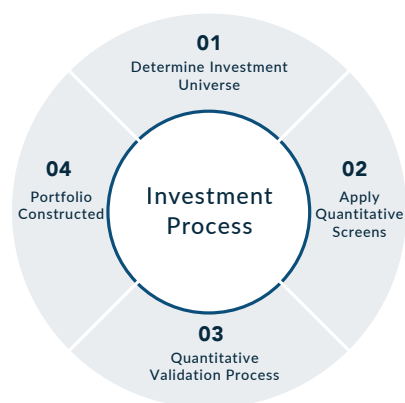 01
Determine Investment
Universe
02
Apply
Quantitative
Screens
03
Quantitative
Validation Process
04
Portfolio
Constructed
Investment
Process